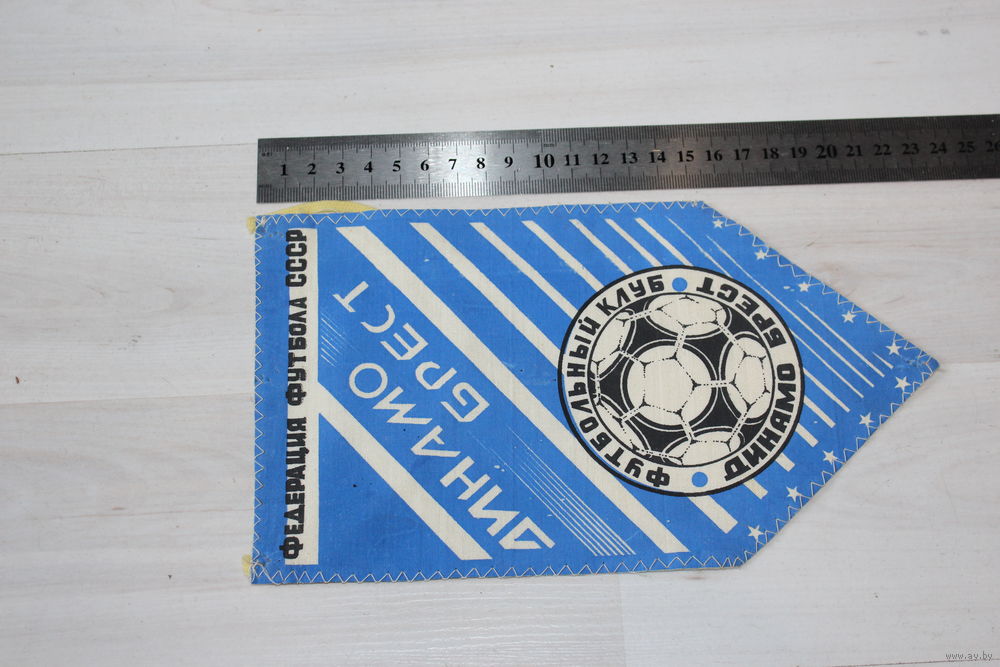 1 2 3 4 5 6 7 8 9 10 11 12 13 14 15 16 17 18 19 20 21 22 23 24 25 26
ФЕДЕРАЦИЯ ФУТБОЛА СССР
ДИНАМО
БРЕСТ
ФУТБОЛЬНЫЙ КЛУБ
ДИНАМО БРЕСТ
www.ay.by